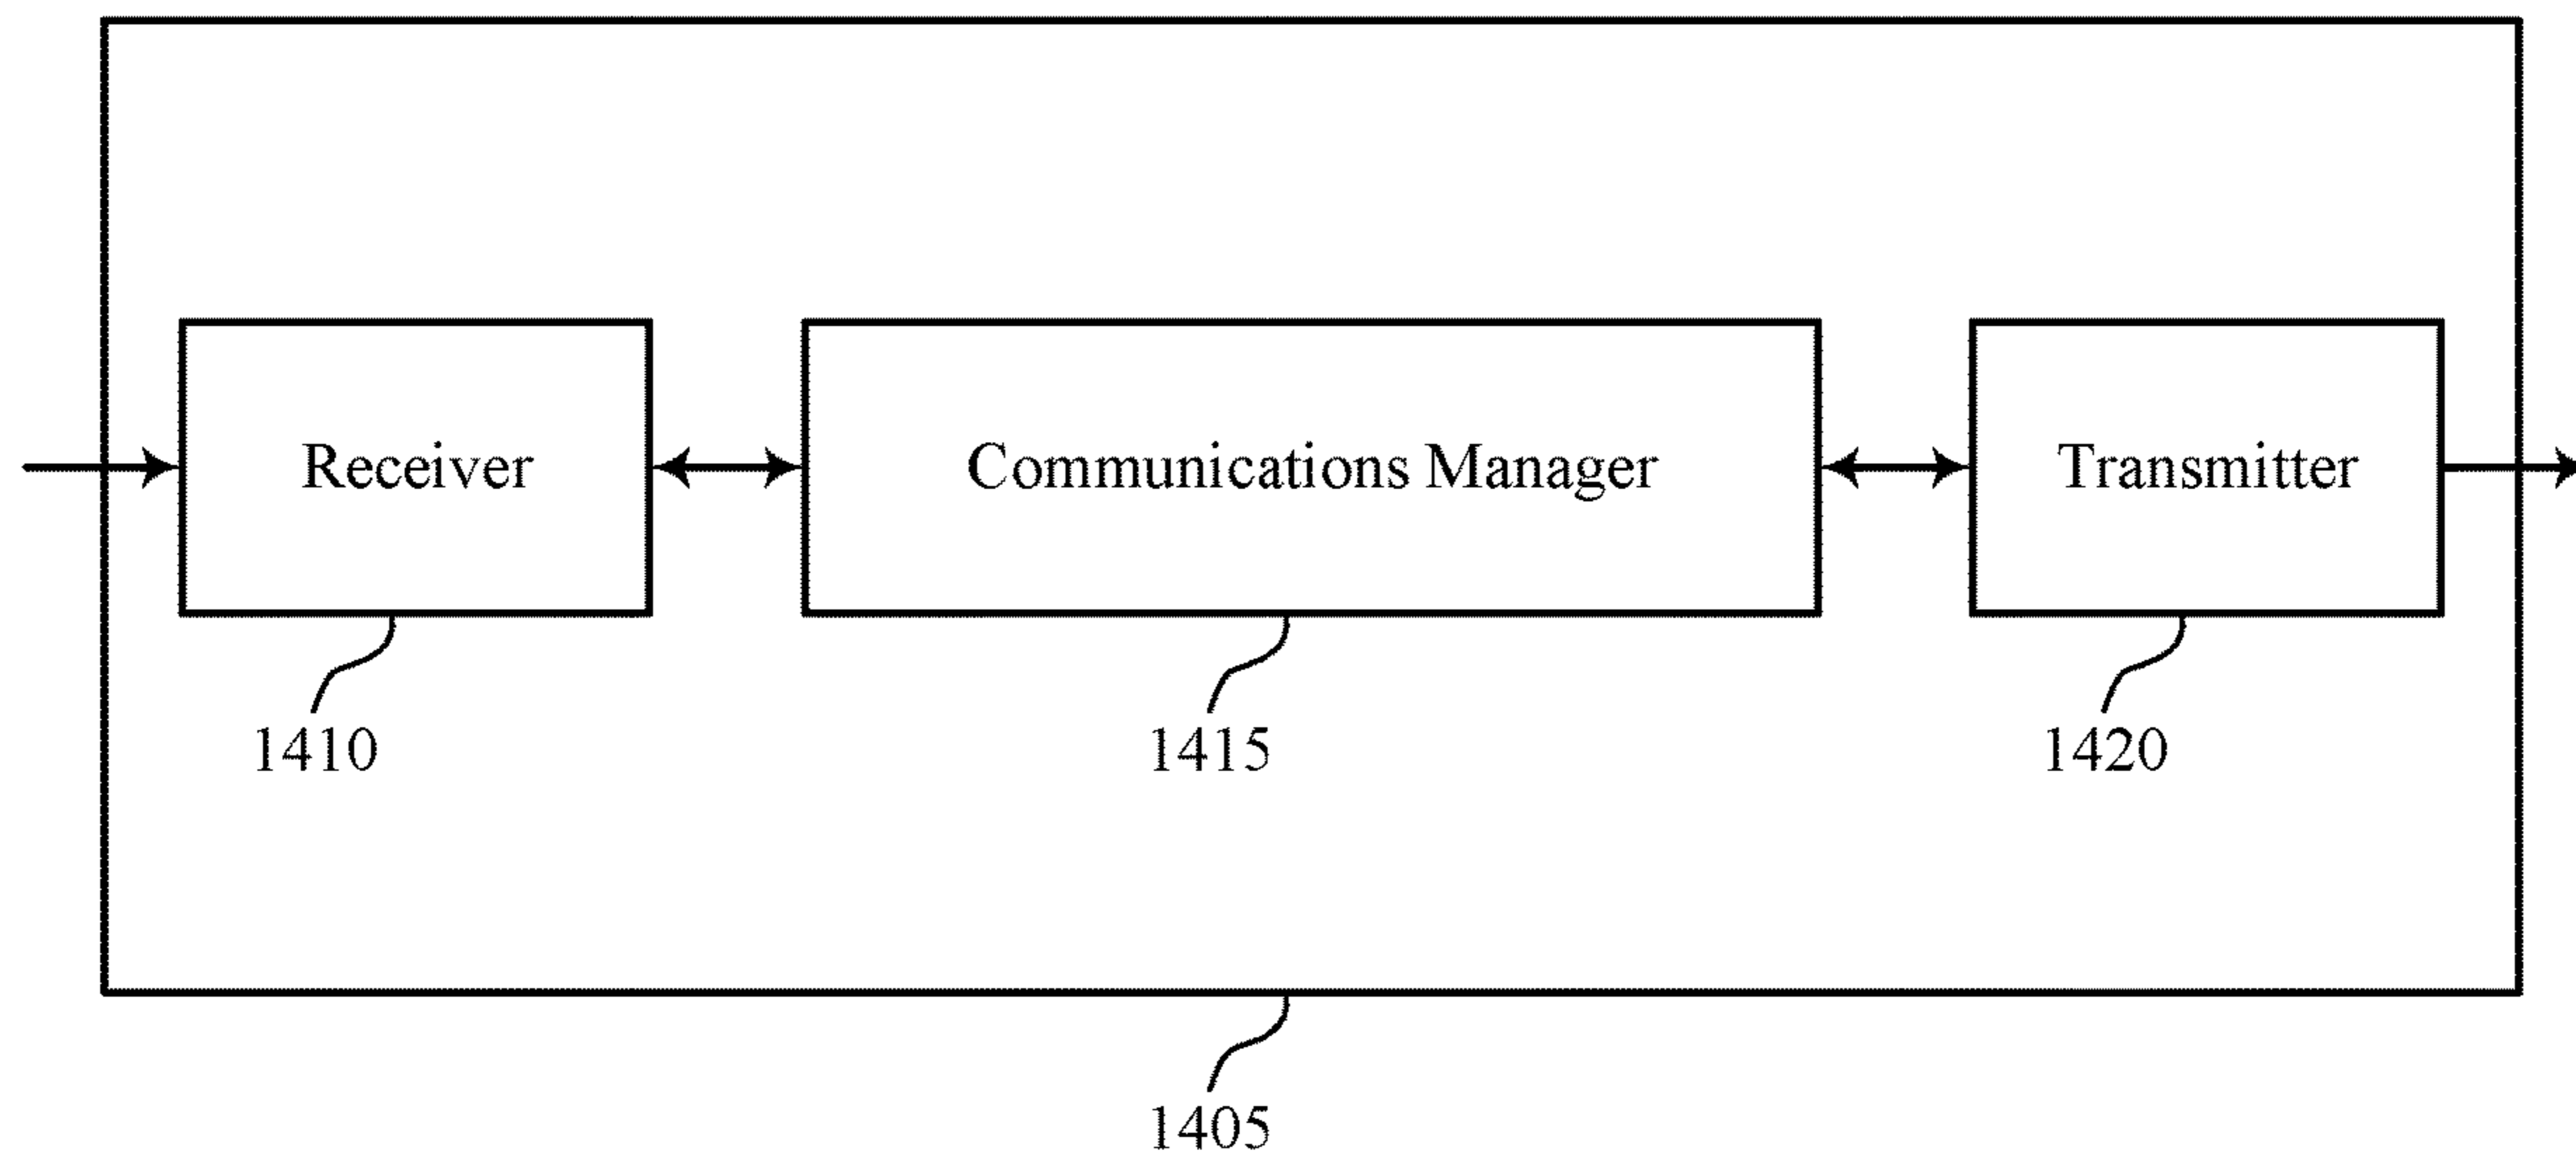 Receiver
Communications Manager
Transmitter
1410
1415
1420
1405